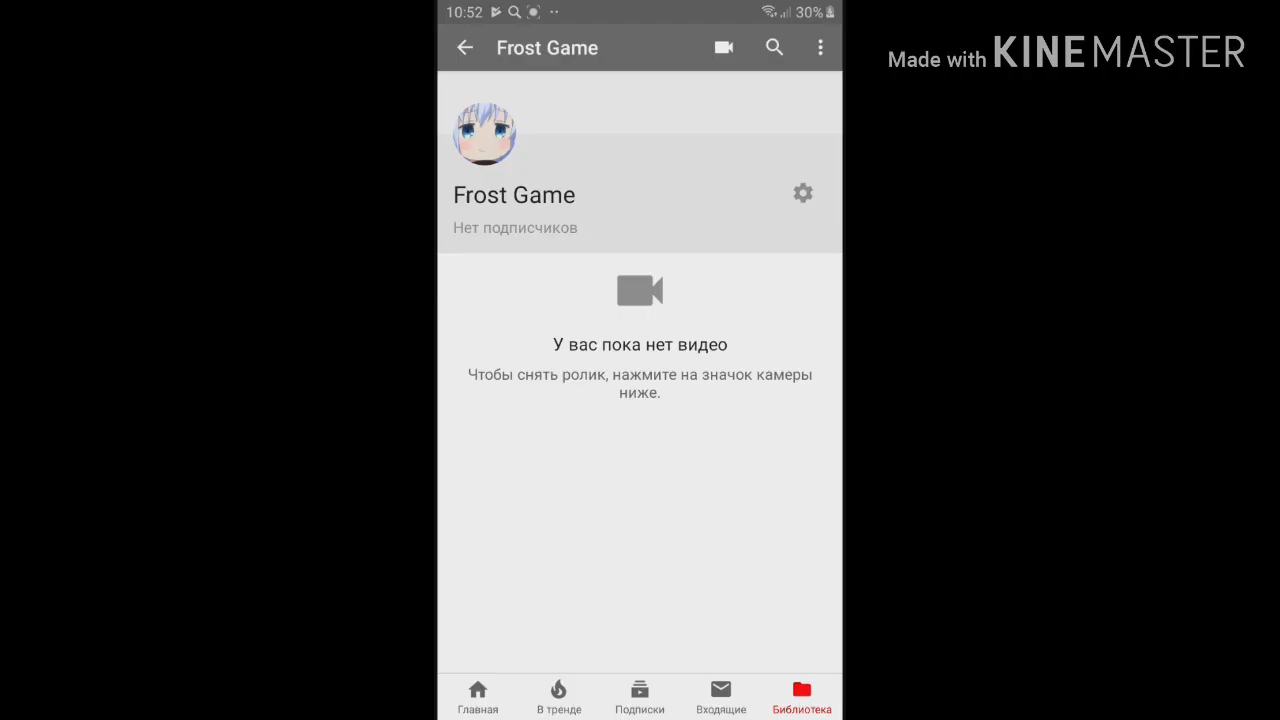 10:52 30%
Made with KINEMASTER
Frost Game
Frost Game
Нет подписчиков
У вас пока нет видео
Чтобы снять ролик, нажмите на значок камеры
ниже.
Главная В тренде Подписки Входящие Библиотека